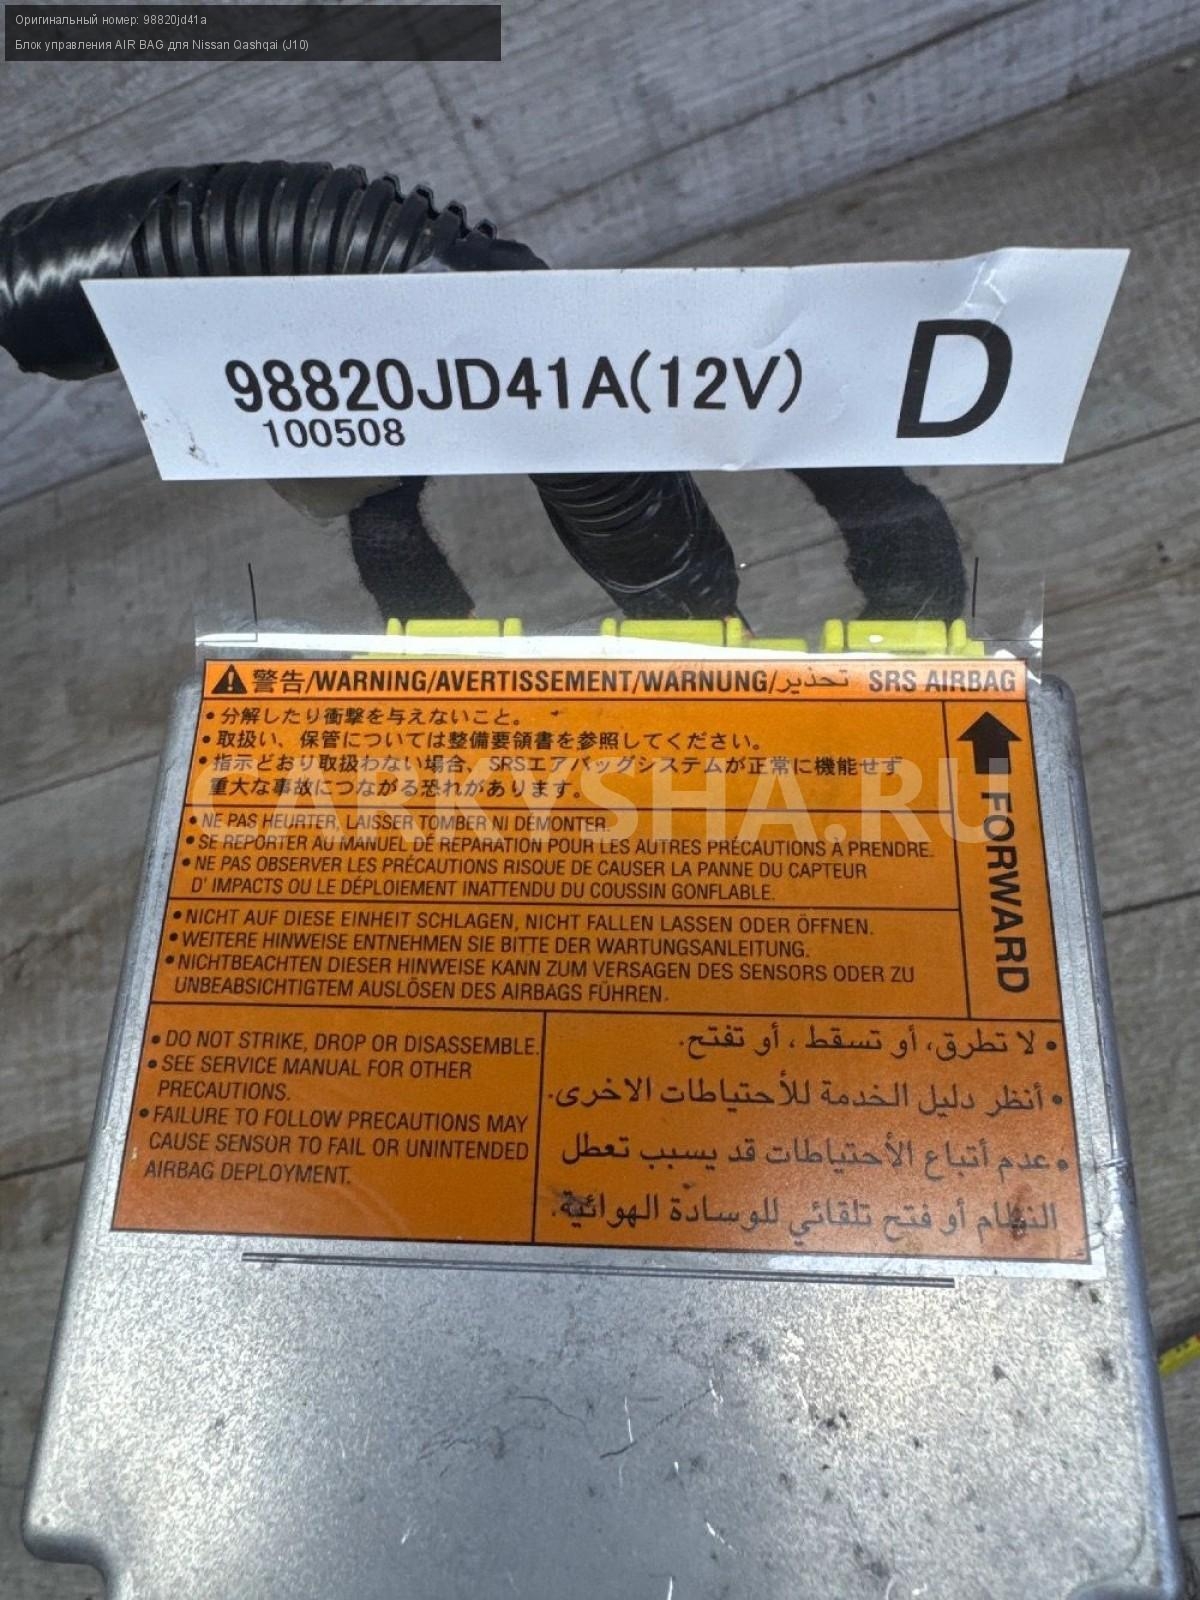 Оригинальный номер: 98820jd41a
Блок управления AIR BAG для Nissan Qashqai (J10)
98820JD41A(12V)
100508
D
警告/WARNING/AVERTISSEMENT/WARNUNG/تحذير SRS AIRBAG
• 分解したり衝撃を与えないこと。
• 取扱い、保管については整備要領書を参照してください。
• 指示どおり取扱わない場合、SRSエアバッグシステムが正常に機能せず
重大な事故につながる恐れがあります。
FORWARD
CARKYSHA.RU
• NE PAS HEURTER, LAISSER TOMBER NI DÉMONTER.
• SE REPORTER AU MANUEL DE RÉPARATION POUR LES AUTRES PRÉCAUTIONS À PRENDRE.
• NE PAS OBSERVER LES PRÉCAUTIONS RISQUE DE CAUSER LA PANNE DU CAPTEUR
D' IMPACTS OU LE DÉPLOIEMENT INATTENDU DU COUSSIN GONFLABLE.
• NICHT AUF DIESE EINHEIT SCHLAGEN, NICHT FALLEN LASSEN ODER ÖFFNEN.
• WEITERE HINWEISE ENTNEHMEN SIE BITTE DER WARTUNGSANLEITUNG.
• NICHTBEACHTEN DIESER HINWEISE KANN ZUM VERSAGEN DES SENSORS ODER ZU
UNBEABSICHTIGTEM AUSLÖSEN DES AIRBAGS FÜHREN.
• DO NOT STRIKE, DROP OR DISASSEMBLE.
• SEE SERVICE MANUAL FOR OTHER
PRECAUTIONS.
• FAILURE TO FOLLOW PRECAUTIONS MAY
CAUSE SENSOR TO FAIL OR UNINTENDED
AIRBAG DEPLOYMENT.
• لا تطرق، أو تسقط ، أو تفتح.
• أنظر دليل الخدمة للأحتياطات الاخرى.
• عدم أتباع الأحتياطات قد يسبب تعطل
النظام أو فتح تلقائي للوسادة الهوائية.